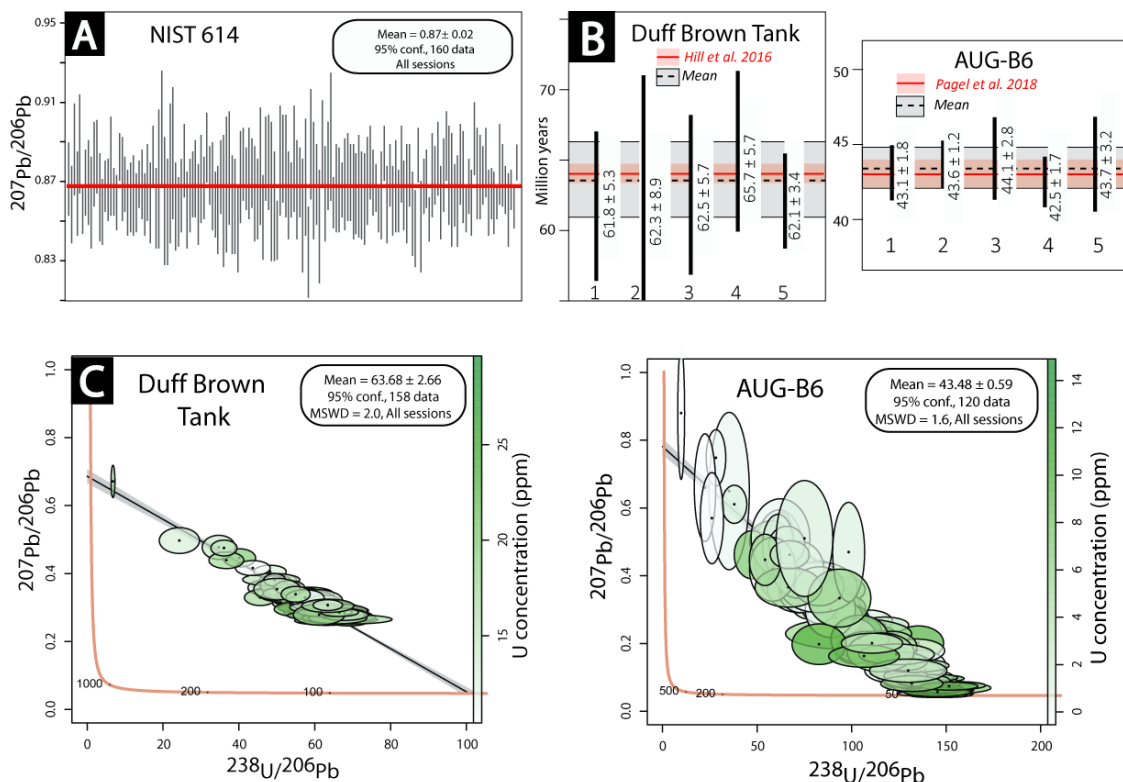 A
NIST 614
Mean = 0.87± 0.02
95% conf., 160 data
All sessions
207Pb/206Pb
0.95
0.91
0.87
0.83
B
Duff Brown Tank
Hill et al. 2016
Mean
Million years
70
60
61.8 ± 5.3
62.3 ± 8.9
62.5 ± 5.7
65.7 ± 5.7
62.1 ± 3.4
1 2 3 4 5
AUG-B6
Pagel et al. 2018
Mean
50
45
40
43.1 ± 1.8
43.6 ± 1.2
44.1 ± 2.8
42.5 ± 1.7
43.7 ± 3.2
1 2 3 4 5
C
Duff Brown
Tank
Mean = 63.68 ± 2.66
95% conf., 158 data
MSWD = 2.0, All sessions
207Pb/206Pb
1.0
0.8
0.6
0.4
0.2
0.0
1000 200 100
0 20 40 60 80 100
238U/206Pb
U concentration (ppm)
25
20
15
AUG-B6
Mean = 43.48 ± 0.59
95% conf., 120 data
MSWD = 1.6, All sessions
207Pb/206Pb
1.0
0.8
0.6
0.4
0.2
0.0
500 200 50
0 50 100 150 200
238U/206Pb
U concentration (ppm)
14
12
10
8
6
4
2
0